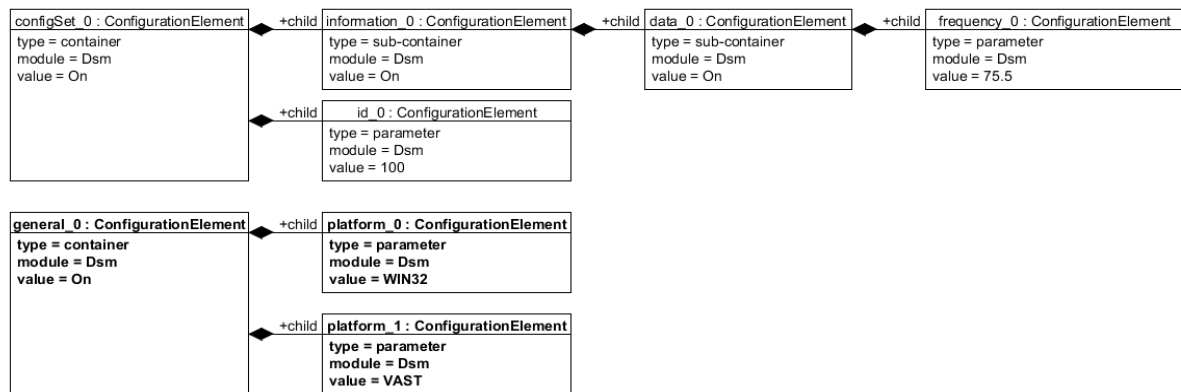 configSet_0 : ConfigurationElement
type = container
module = Dsm
value = On
+child
information_0 : ConfigurationElement
type = sub-container
module = Dsm
value = On
+child
data_0 : ConfigurationElement
type = sub-container
module = Dsm
value = On
+child
frequency_0 : ConfigurationElement
type = parameter
module = Dsm
value = 75.5
+child
id_0 : ConfigurationElement
type = parameter
module = Dsm
value = 100
general_0 : ConfigurationElement
type = container
module = Dsm
value = On
+child
platform_0 : ConfigurationElement
type = parameter
module = Dsm
value = WIN32
+child
platform_1 : ConfigurationElement
type = parameter
module = Dsm
value = VAST